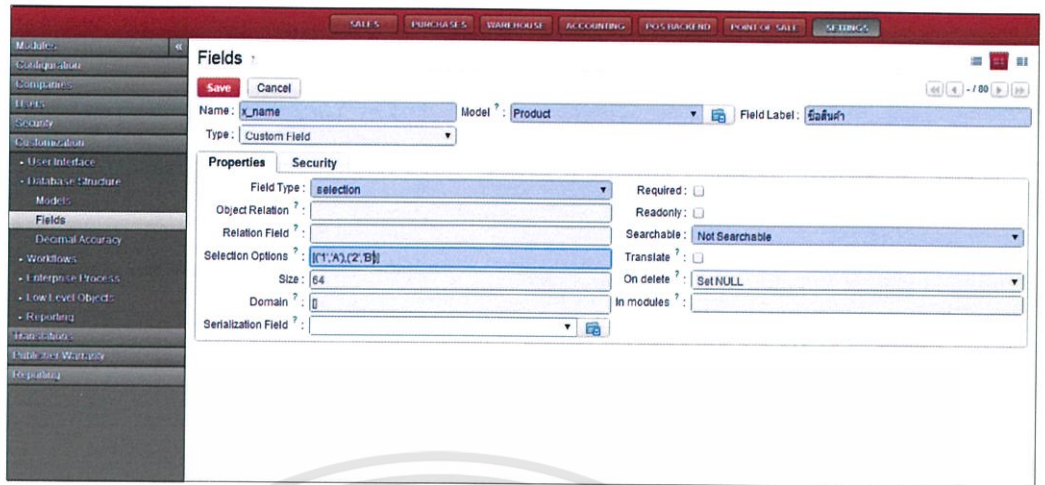 SALES PURCHASES WAREHOUSE ACCOUNTING POS BACKEND POINT OF SALE SETTINGS
Modules «
Configuration
Companies
Users
Security
Customization
User Interface
Database Structure
Models
Fields
Decimal Accuracy
Workflows
Enterprise Process
Low Level Objects
Reporting
Translations
Publisher Warranty
Reporting
Fields
Save Cancel - / 80
Name : x_name Model ? : Product Field Label : ชื่อสินค้า
Type : Custom Field
Properties Security
Field Type : selection Required :
Object Relation ? : Readonly :
Relation Field ? : Searchable : Not Searchable
Selection Options ? : [('1','A'),('2','B')] Translate ? :
Size : 64 On delete ? : Set NULL
Domain ? : [] In modules ? :
Serialization Field ? :